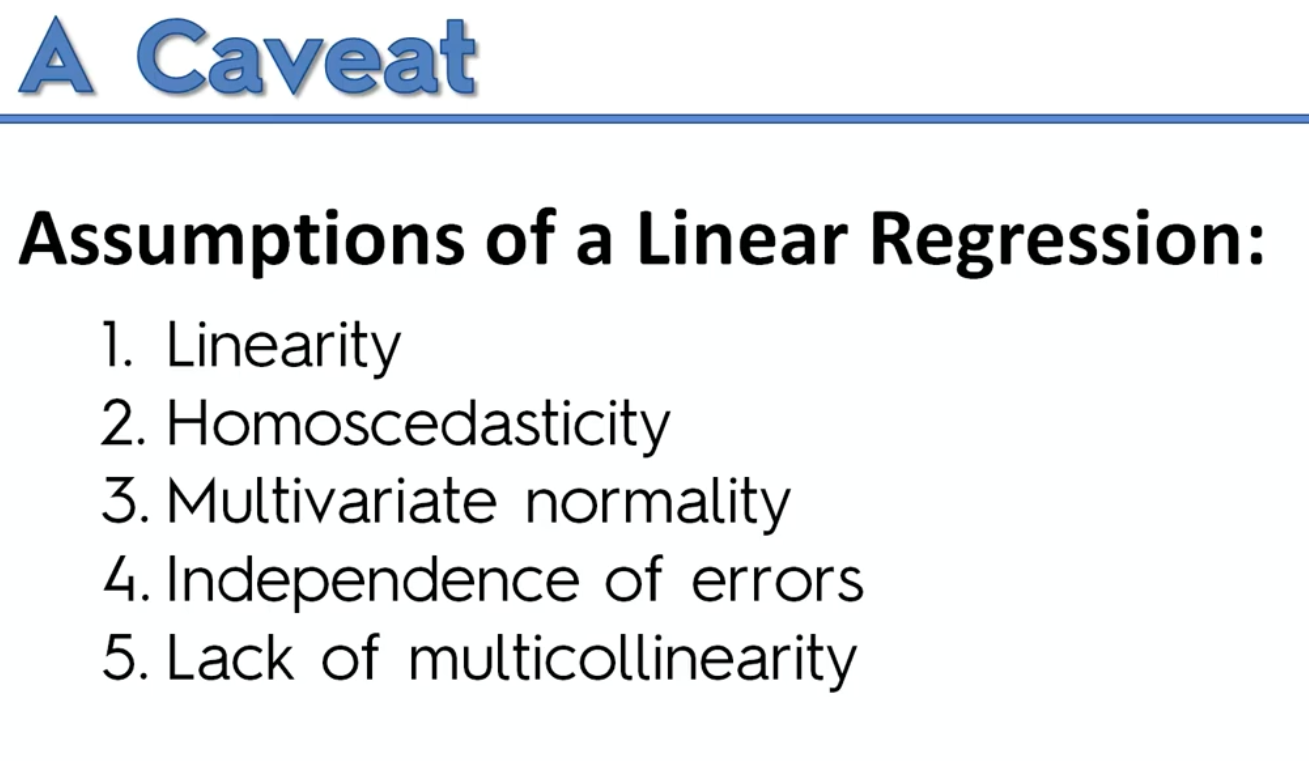 A Caveat
Assumptions of a Linear Regression:
1. Linearity
2. Homoscedasticity
3. Multivariate normality
4. Independence of errors
5. Lack of multicollinearity